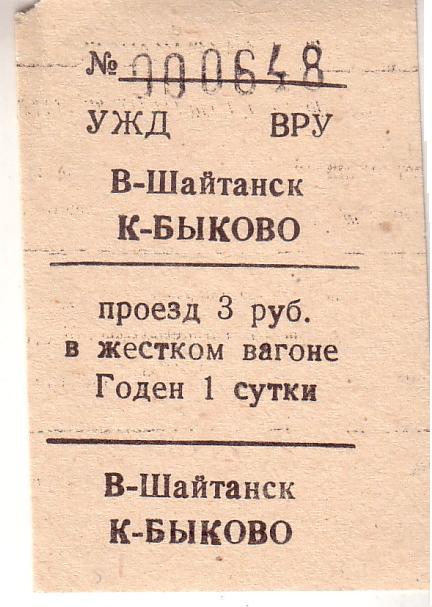 № 000648
УЖД ВРУ
В-Шайтанск
К-БЫКОВО
проезд 3 руб.
в жестком вагоне
Годен 1 сутки
В-Шайтанск
К-БЫКОВО